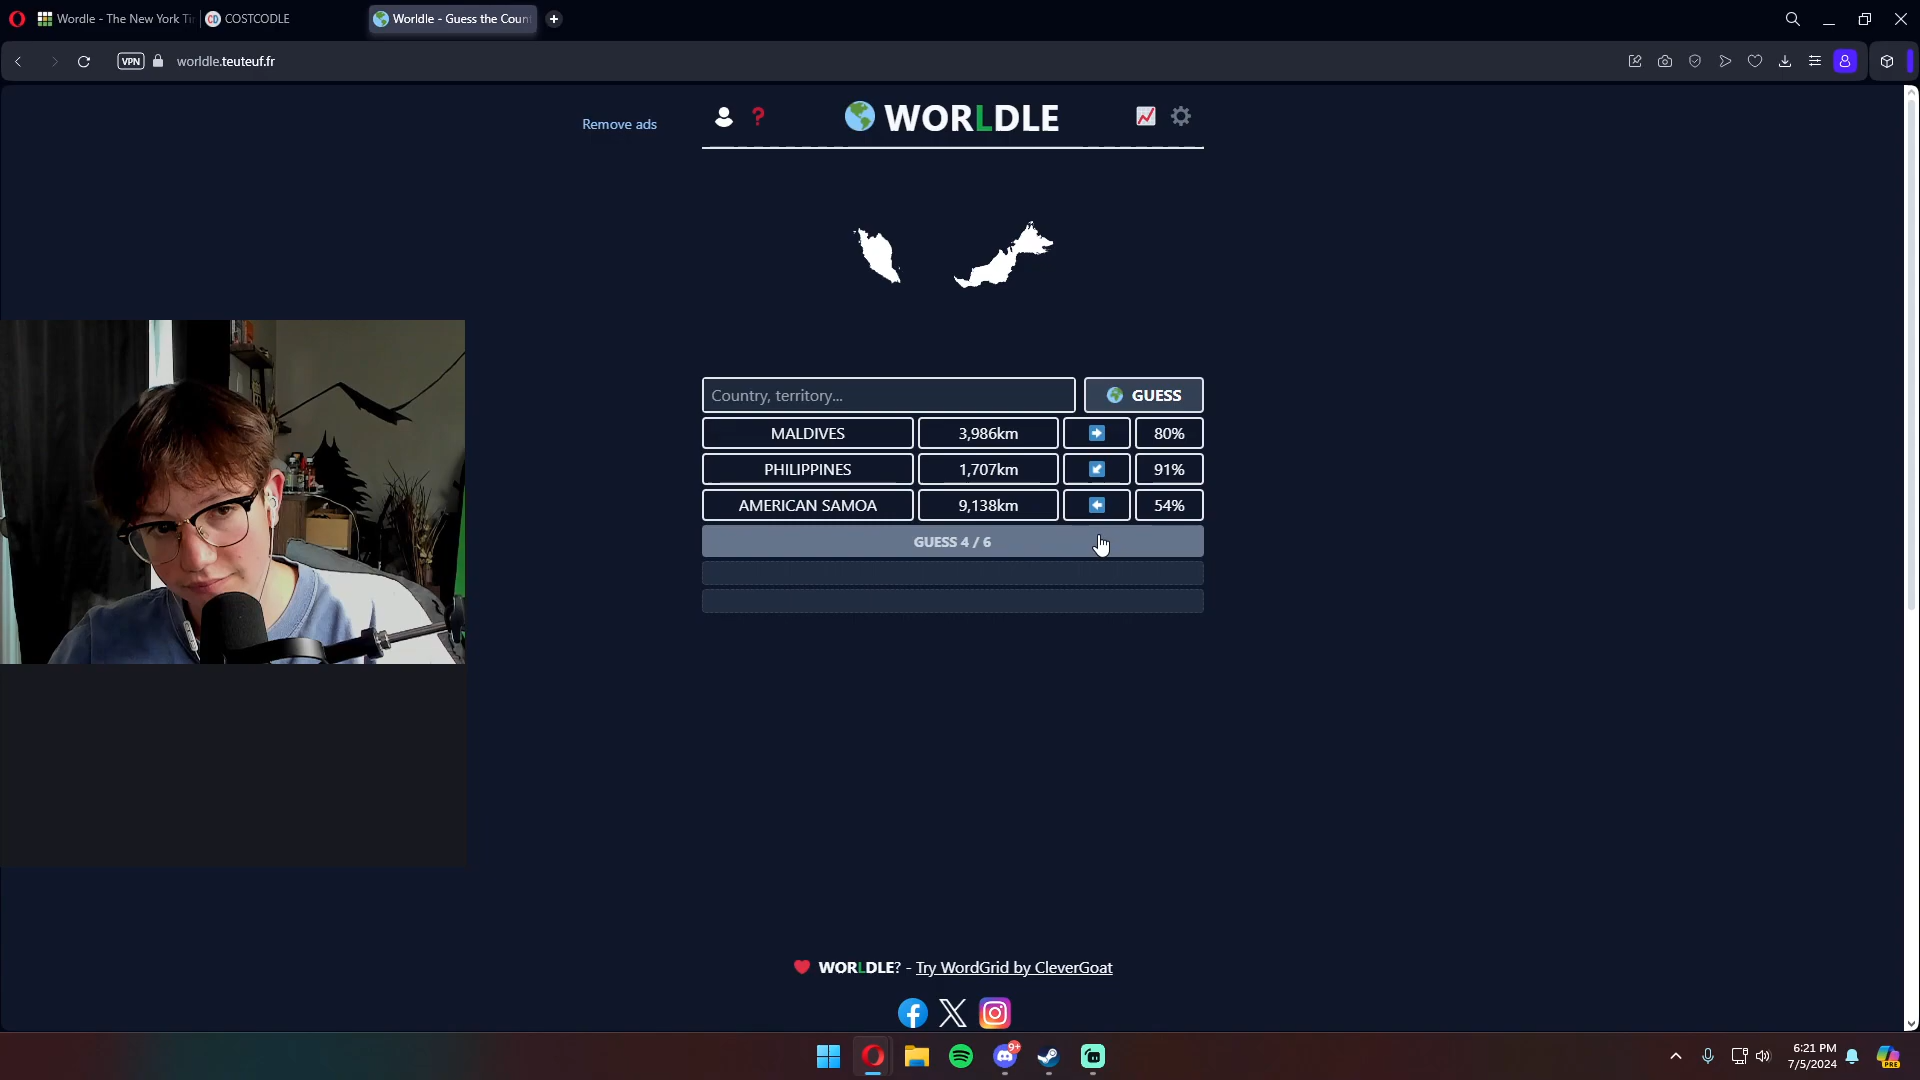 Wordle - The New York Ti
COSTCODLE
Worldle - Guess the Coun
VPN
worldle.teuteuf.fr
Remove ads
WORLDLE
Country, territory...
GUESS
MALDIVES 3,986km 80%
PHILIPPINES 1,707km 91%
AMERICAN SAMOA 9,138km 54%
GUESS 4 / 6
WORLDLE? - Try WordGrid by CleverGoat
9+
6:21 PM
7/5/2024
PRE